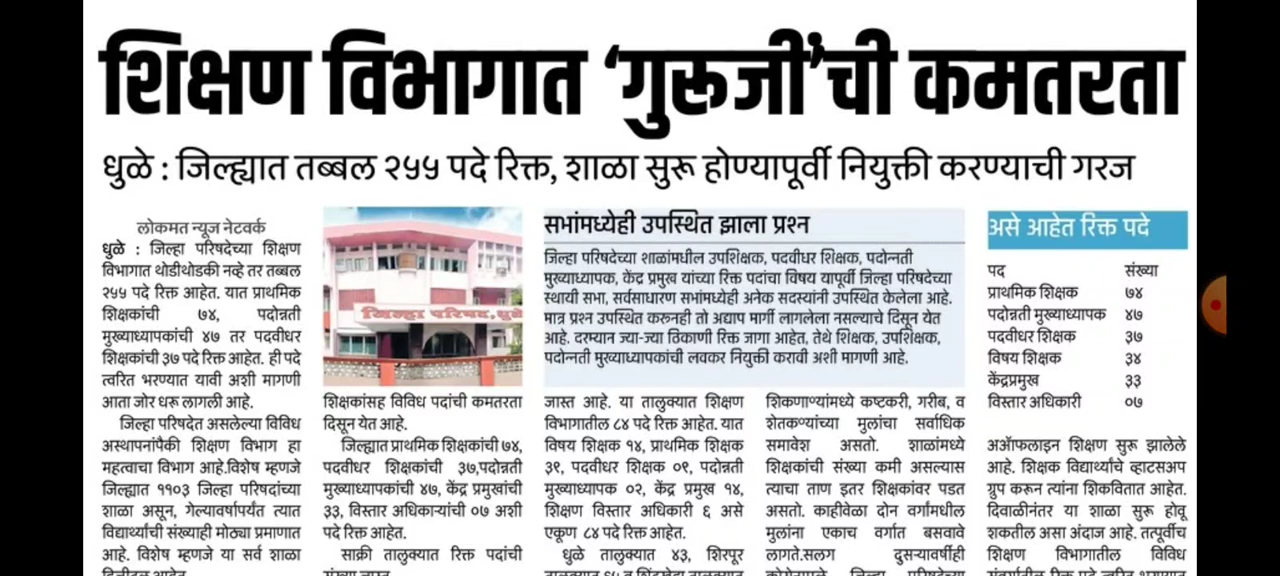 शिक्षण विभागात ‘गुरूजी’ची कमतरता
धुळे : जिल्ह्यात तब्बल २५५ पदे रिक्त, शाळा सुरू होण्यापूर्वी नियुक्ती करण्याची गरज
लोकमत न्यूज नेटवर्क
धुळे : जिल्हा परिषदेच्या शिक्षण
विभागात थोडीथोडकी नव्हे तर तब्बल
२५५ पदे रिक्त आहेत. यात प्राथमिक
शिक्षकांची ७४, पदोन्नती
मुख्याध्यापकांची ४७ तर पदवीधर
शिक्षकांची ३७ पदे रिक्त आहेत. ही पदे
त्वरित भरण्यात यावी अशी मागणी
आता जोर धरू लागली आहे.
जिल्हा परिषदेत असलेल्या विविध
अस्थापनांपैकी शिक्षण विभाग हा
महत्वाचा विभाग आहे.विशेष म्हणजे
जिल्ह्यात ११०३ जिल्हा परिषदांच्या
शाळा असून, गेल्यावर्षापर्यंत त्यात
विद्यार्थ्यांची संख्याही मोठ्या प्रमाणात
आहे. विशेष म्हणजे या सर्व शाळा
जिल्हा परिषद, धुळे
शिक्षकांसह विविध पदांची कमतरता
दिसून येत आहे.
जिल्ह्यात प्राथमिक शिक्षकांची ७४,
पदवीधर शिक्षकांची ३७,पदोन्नती
मुख्याध्यापकांची ४७, केंद्र प्रमुखांची
३३, विस्तार अधिकाऱ्यांची ०७ अशी
पदे रिक्त आहेत.
साक्री तालुक्यात रिक्त पदांची
सभांमध्येही उपस्थित झाला प्रश्न
जिल्हा परिषदेच्या शाळांमधील उपशिक्षक, पदवीधर शिक्षक, पदोन्नती
मुख्याध्यापक, केंद्र प्रमुख यांच्या रिक्त पदांचा विषय यापूर्वी जिल्हा परिषदेच्या
स्थायी सभा, सर्वसाधारण सभांमध्येही अनेक सदस्यांनी उपस्थित केलेला आहे.
मात्र प्रश्न उपस्थित करुनही तो अद्याप मार्गी लागलेला नसल्याचे दिसून येत
आहे. दरम्यान ज्या-ज्या ठिकाणी रिक्त जागा आहेत, तेथे शिक्षक, उपशिक्षक,
पदोन्नती मुख्याध्यापकांची लवकर नियुक्ती करावी अशी मागणी आहे.
जास्त आहे. या तालुक्यात शिक्षण
विभागातील ८४ पदे रिक्त आहेत. यात
विषय शिक्षक १४, प्राथमिक शिक्षक
३९, पदवीधर शिक्षक ०९, पदोन्नती
मुख्याध्यापक ०२, केंद्र प्रमुख १४,
शिक्षण विस्तार अधिकारी ६ असे
एकूण ८४ पदे रिक्त आहेत.
धुळे तालुक्यात ४३, शिरपूर
शिकणाऱ्यांमध्ये कष्टकरी, गरीब, व
शेतकऱ्यांच्या मुलांचा सर्वाधिक
समावेश असतो. शाळांमध्ये
शिक्षकांची संख्या कमी असल्यास
त्याचा ताण इतर शिक्षकांवर पडत
असतो. काहीवेळा दोन वर्गांमधील
मुलांना एकाच वर्गात बसवावे
लागते.सलग दुसऱ्यावर्षीही
असे आहेत रिक्त पदे
पद संख्या
प्राथमिक शिक्षक ७४
पदोन्नती मुख्याध्यापक ४७
पदवीधर शिक्षक ३७
विषय शिक्षक ३४
केंद्रप्रमुख ३३
विस्तार अधिकारी ०७
अऑफलाइन शिक्षण सुरू झालेले
आहे. शिक्षक विद्यार्थ्यांचे व्हाटसअप
ग्रुप करून त्यांना शिकवितात आहेत.
दिवाळीनंतर या शाळा सुरू होवू
शकतील असा अंदाज आहे. तत्पूर्वीच
शिक्षण विभागातील विविध